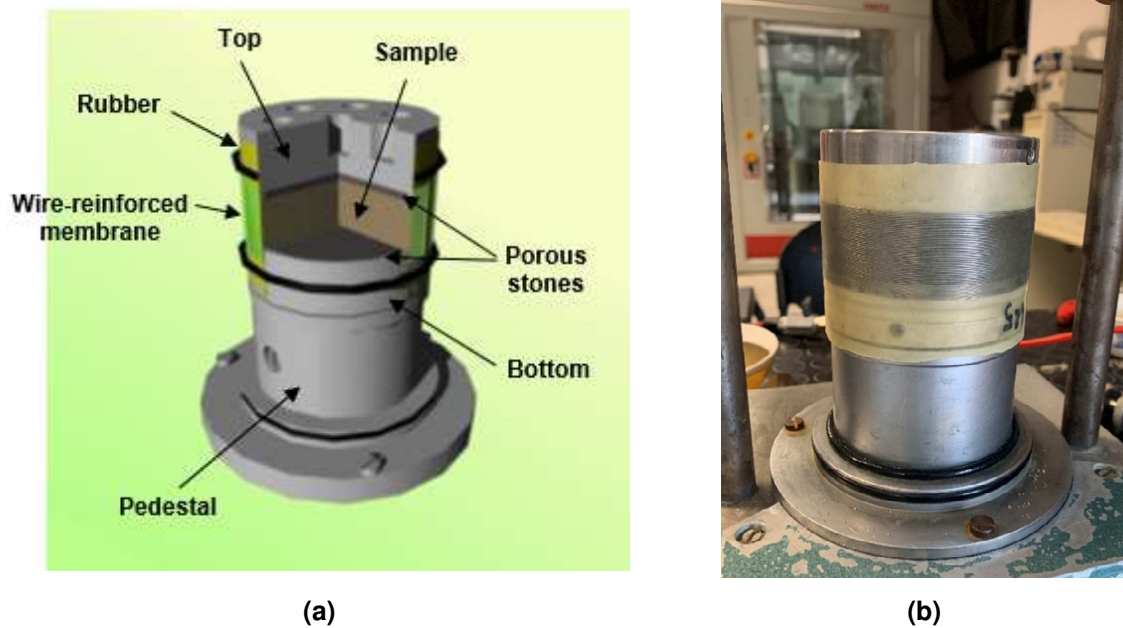 Top
Sample
Rubber
Wire-reinforced
membrane
Porous
stones
Bottom
Pedestal
(a)
(b)